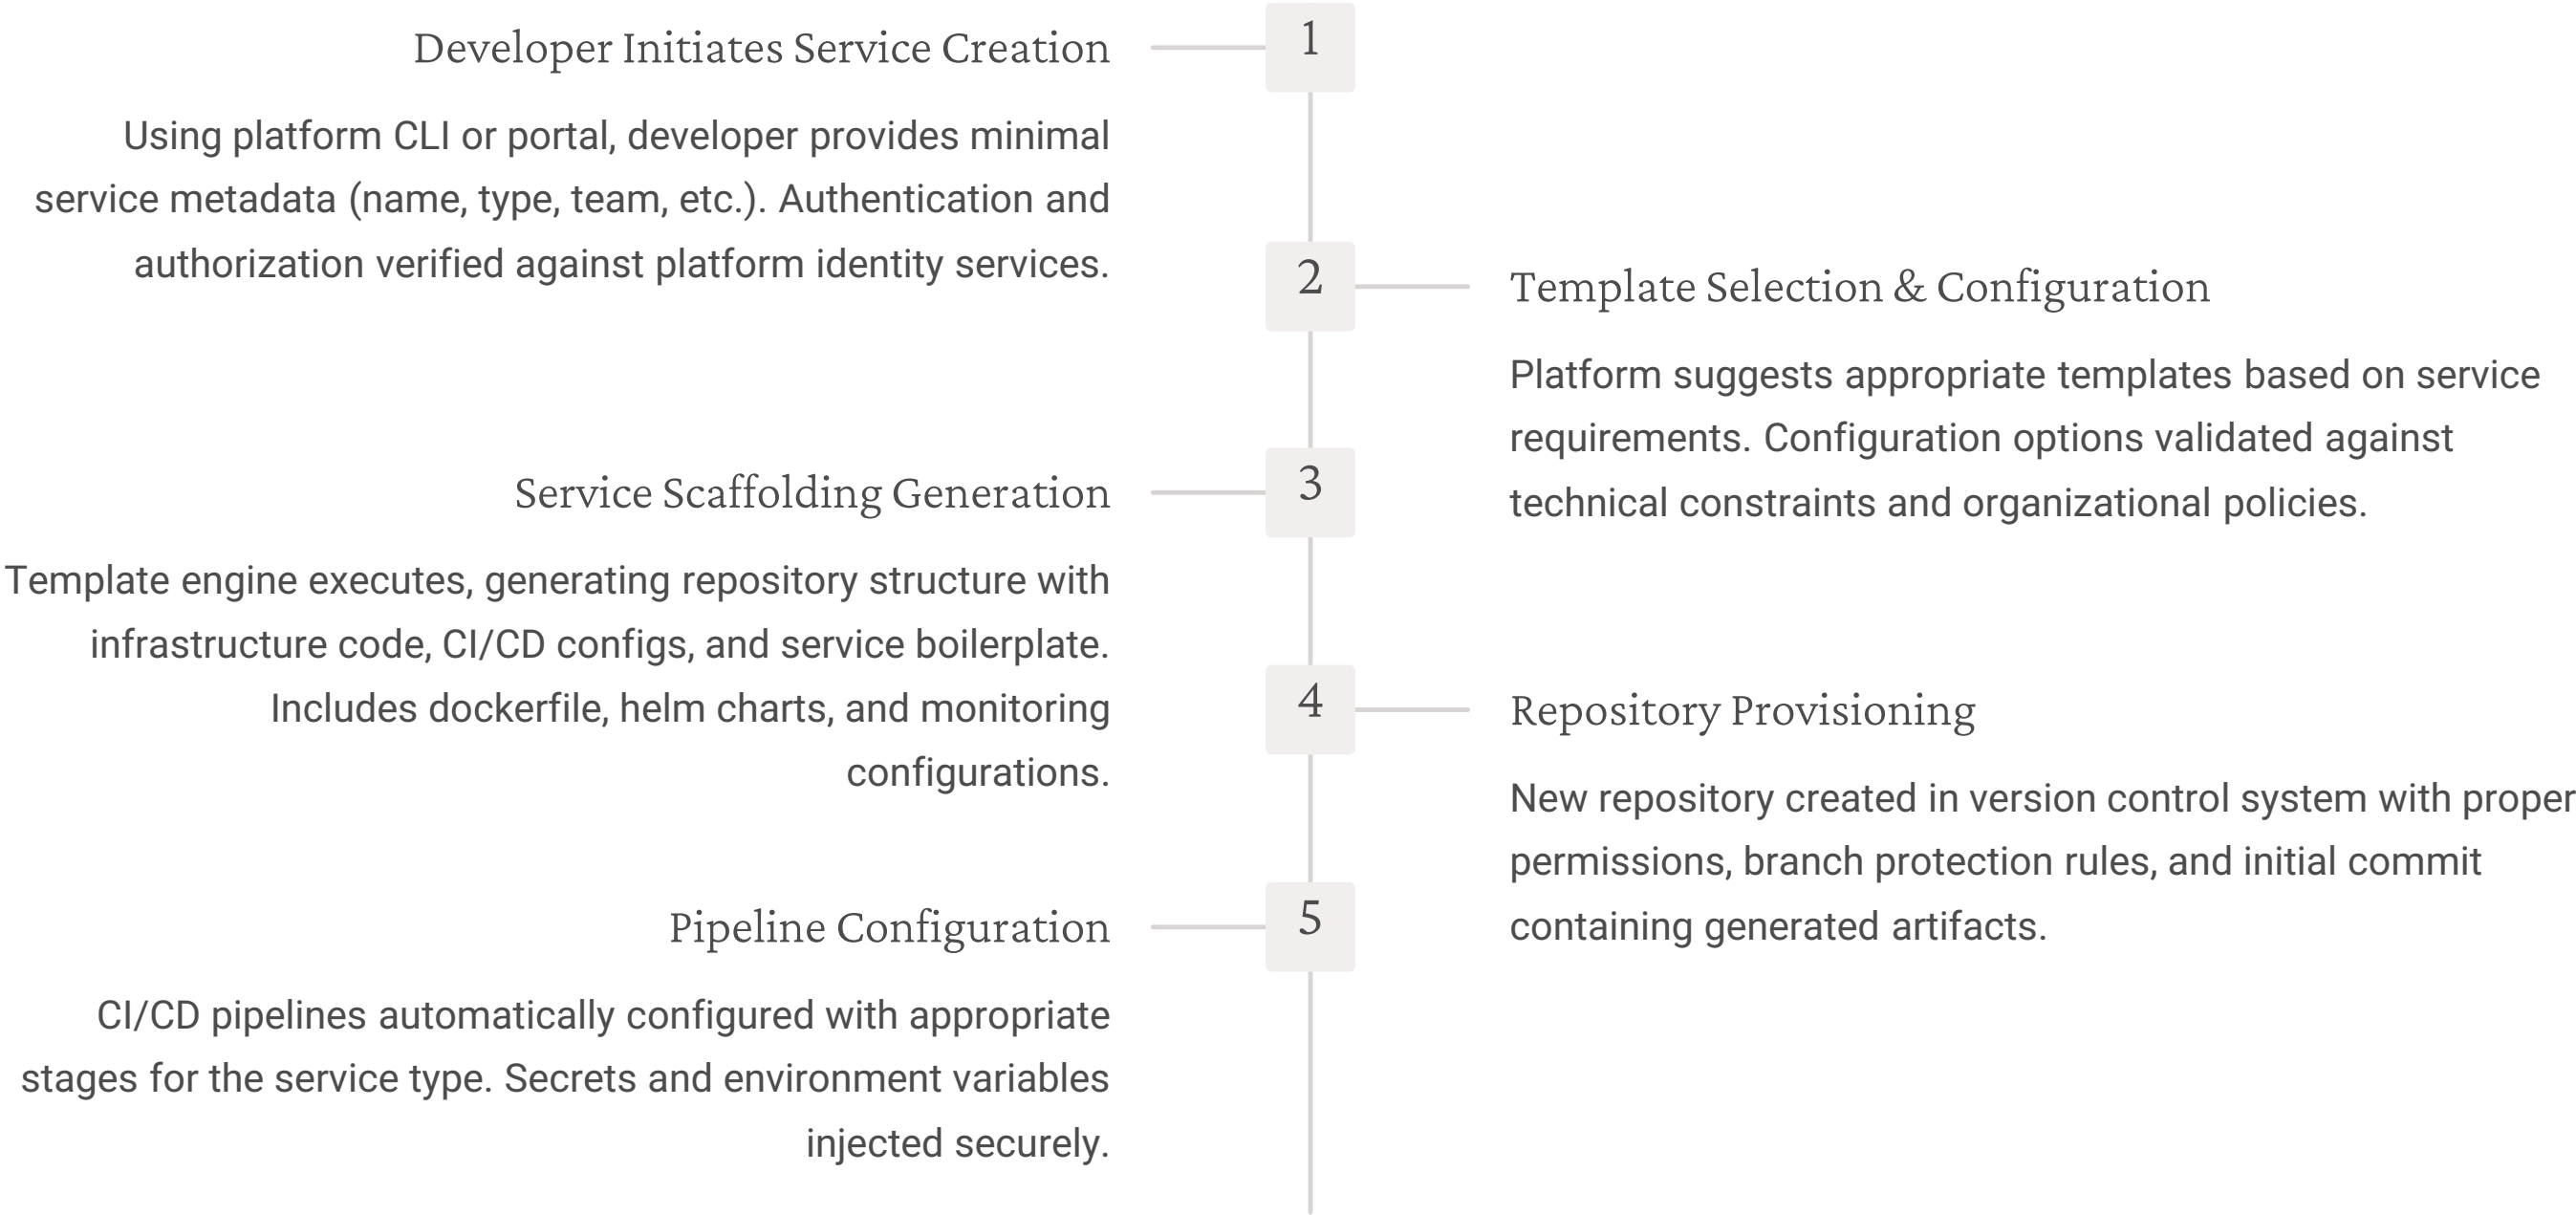 1
Developer Initiates Service Creation
Using platform CLI or portal, developer provides minimal
service metadata (name, type, team, etc.). Authentication and
authorization verified against platform identity services.
2
Template Selection & Configuration
Platform suggests appropriate templates based on service
requirements. Configuration options validated against
technical constraints and organizational policies.
3
Service Scaffolding Generation
Template engine executes, generating repository structure with
infrastructure code, CI/CD configs, and service boilerplate.
Includes dockerfile, helm charts, and monitoring
configurations.
4
Repository Provisioning
New repository created in version control system with proper
permissions, branch protection rules, and initial commit
containing generated artifacts.
5
Pipeline Configuration
CI/CD pipelines automatically configured with appropriate
stages for the service type. Secrets and environment variables
injected securely.